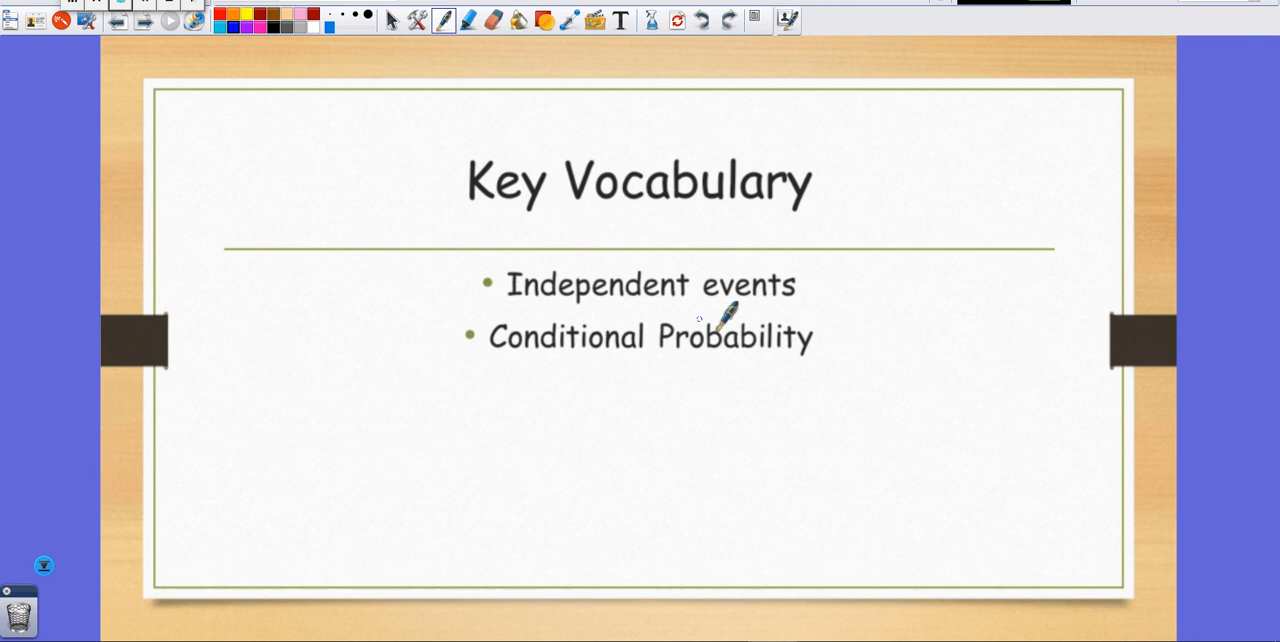 Key Vocabulary
• Independent events
• Conditional Probability